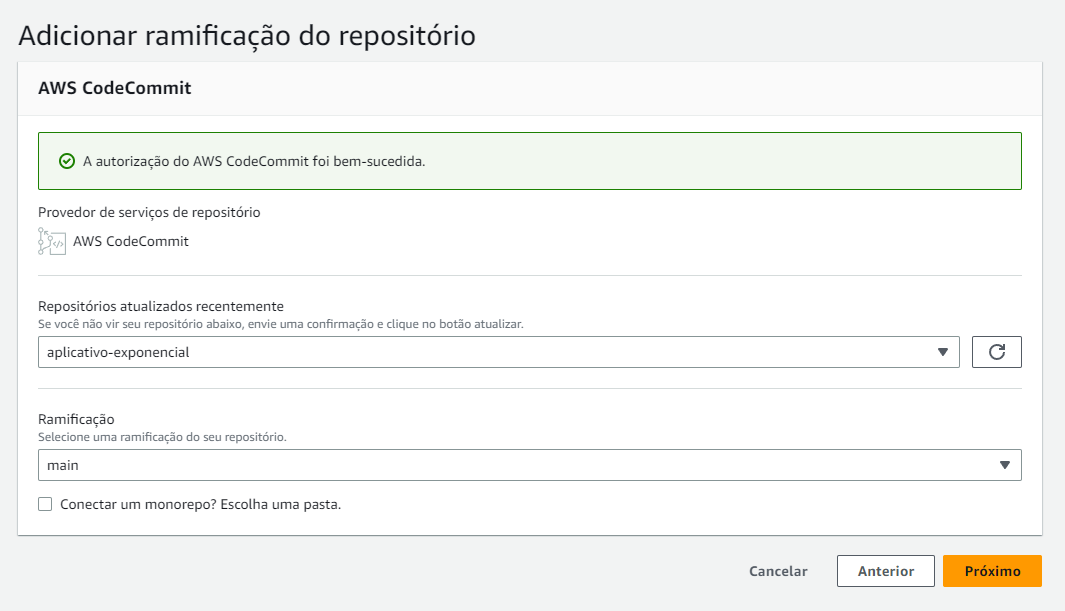 Adicionar ramificação do repositório
AWS CodeCommit
A autorização do AWS CodeCommit foi bem-sucedida.
Provedor de serviços de repositório
AWS CodeCommit
Repositórios atualizados recentemente
Se você não vir seu repositório abaixo, envie uma confirmação e clique no botão atualizar.
aplicativo-exponencial
Ramificação
Selecione uma ramificação do seu repositório.
main
Conectar um monorepo? Escolha uma pasta.
Cancelar
Anterior
Próximo